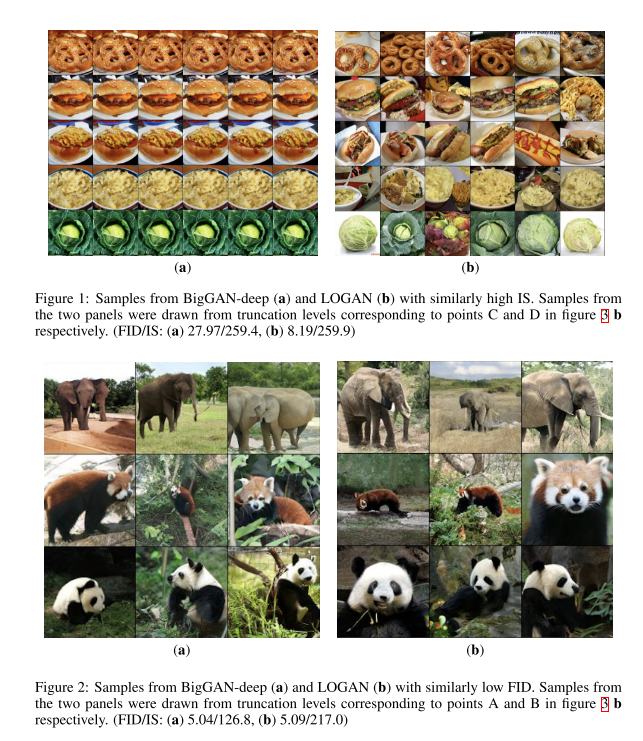 (a)
(b)
Figure 1: Samples from BigGAN-deep (a) and LOGAN (b) with similarly high IS. Samples from
the two panels were drawn from truncation levels corresponding to points C and D in figure 3 b
respectively. (FID/IS: (a) 27.97/259.4, (b) 8.19/259.9)
(a)
(b)
Figure 2: Samples from BigGAN-deep (a) and LOGAN (b) with similarly low FID. Samples from
the two panels were drawn from truncation levels corresponding to points A and B in figure 3 b
respectively. (FID/IS: (a) 5.04/126.8, (b) 5.09/217.0)